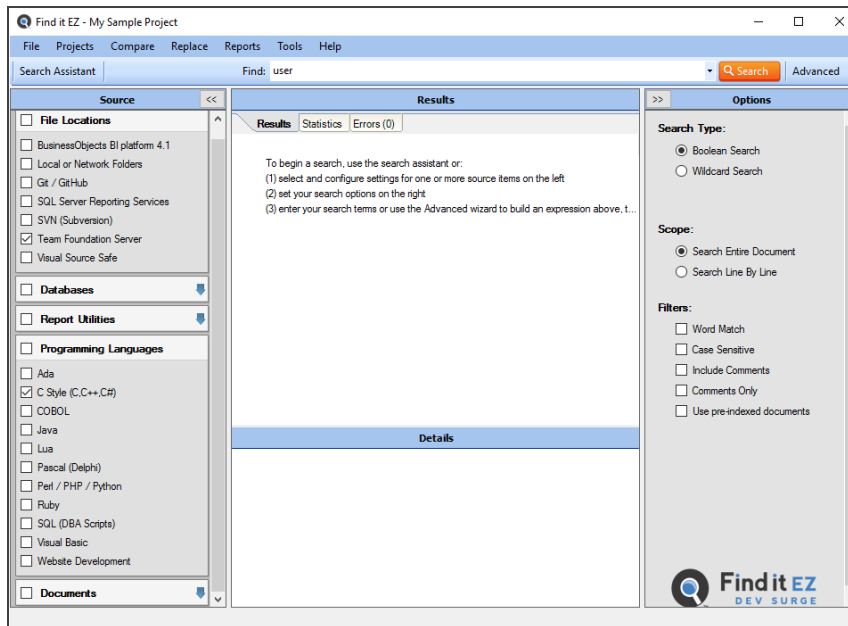 Find it EZ - My Sample Project
File Projects Compare Replace Reports Tools Help
Search Assistant Find: user Search Advanced
Source <<
File Locations
BusinessObjects BI platform 4.1
Local or Network Folders
Git / GitHub
SQL Server Reporting Services
SVN (Subversion)
Team Foundation Server
Visual Source Safe
Databases
Report Utilities
Programming Languages
Ada
C Style (C,C++,C#)
COBOL
Java
Lua
Pascal (Delphi)
Perl / PHP / Python
Ruby
SQL (DBA Scripts)
Visual Basic
Website Development
Documents
Results
Results Statistics Errors (0)
To begin a search, use the search assistant or:
(1) select and configure settings for one or more source items on the left
(2) set your search options on the right
(3) enter your search terms or use the Advanced wizard to build an expression above, t...
Details
>> Options
Search Type:
Boolean Search
Wildcard Search
Scope:
Search Entire Document
Search Line By Line
Filters:
Word Match
Case Sensitive
Include Comments
Comments Only
Use pre-indexed documents
Find it EZ
DEV SURGE